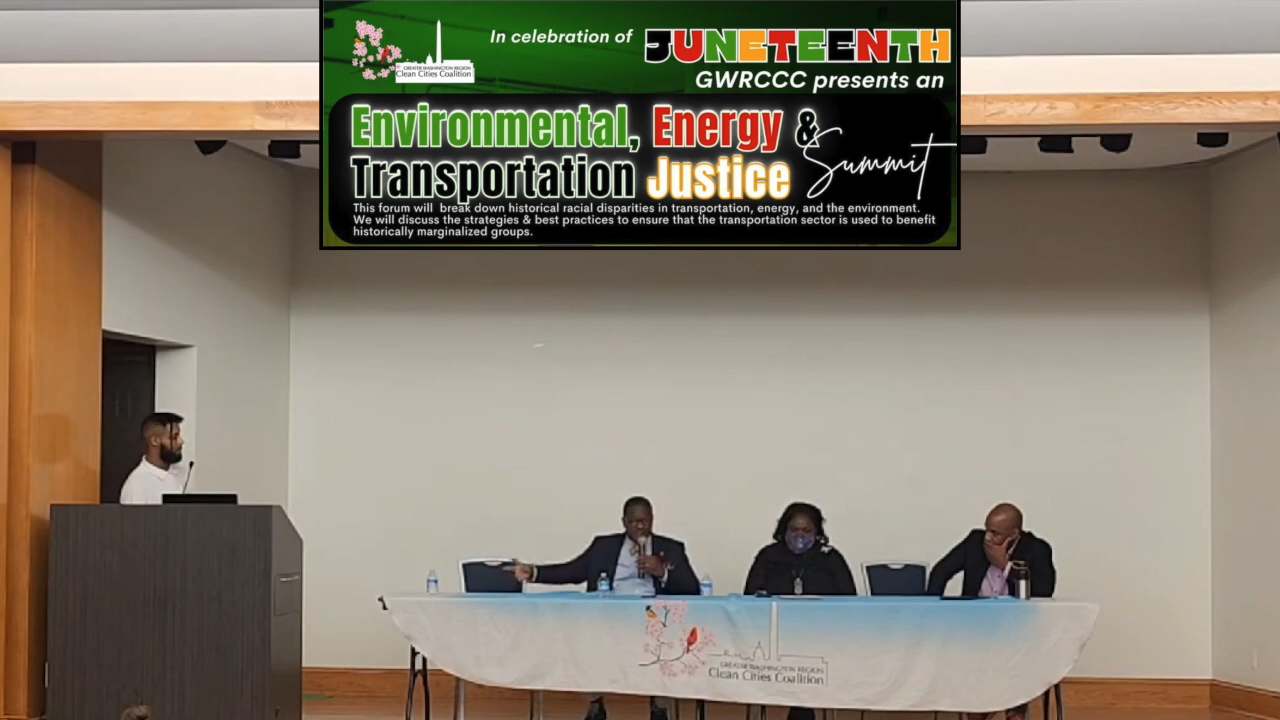 In celebration of JUNETEENTH
GREATER WASHINGTON REGION
Clean Cities Coalition
GWRCCC presents an
Environmental, Energy &
Transportation Justice Summit
This forum will break down historical racial disparities in transportation, energy, and the environment.
We will discuss the strategies & best practices to ensure that the transportation sector is used to benefit
historically marginalized groups.
GREATER WASHINGTON REGION
Clean Cities Coalition